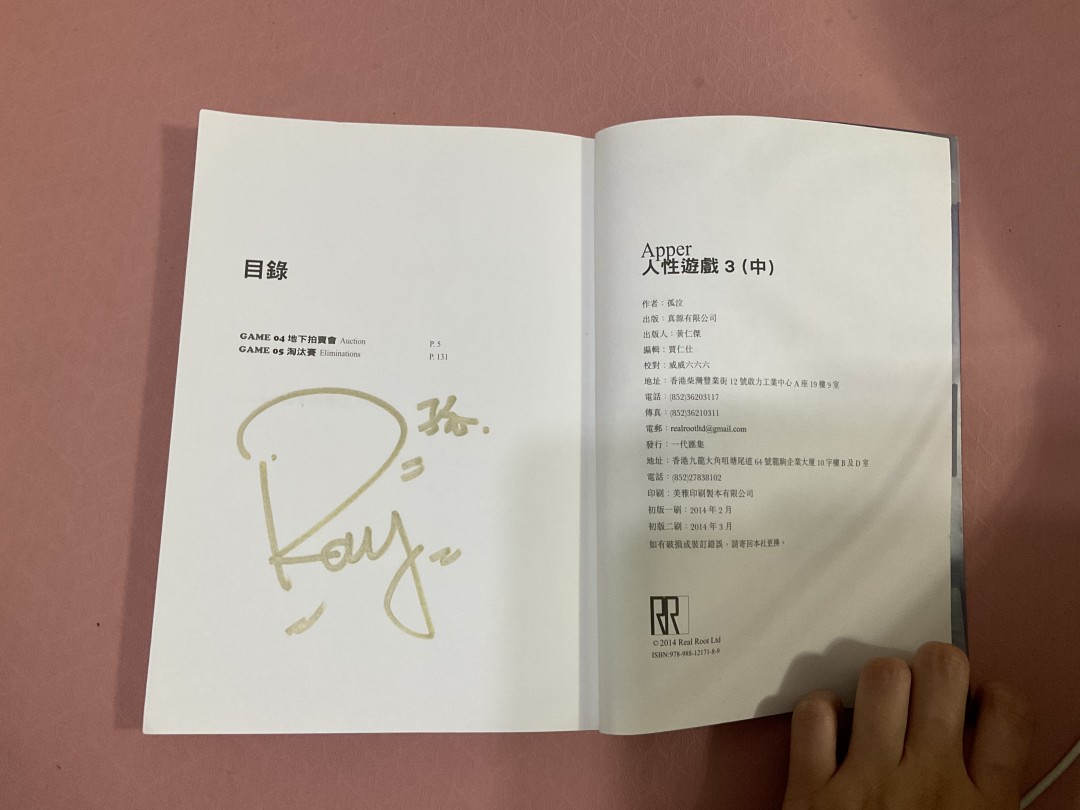 目錄
GAME 04 地下拍賣會 Auction P. 5
GAME 05 淘汰賽 Eliminations P. 131
孤泣.
Ray
Apper
人性遊戲 3 (中)
作者：孤泣
出版：真源有限公司
出版人：黃仁傑
編輯：賈仁仕
校對：威威六六六
地址：香港柴灣豐業街 12 號啟力工業中心 A 座 19 樓 9 室
電話：(852)36203117
傳真：(852)36210311
電郵：realrootltd@gmail.com
發行：一代匯集
地址：香港九龍大角咀塘尾道 64 號龍駒企業大廈 10 字樓 B 及 D 室
電話：(852)27838102
印刷：美雅印刷製本有限公司
初版一刷：2014 年 2 月
初版二刷：2014 年 3 月
如有破損或裝訂錯誤、請寄回本社更換。
RR
© 2014 Real Root Ltd
ISBN:978-988-12171-8-9